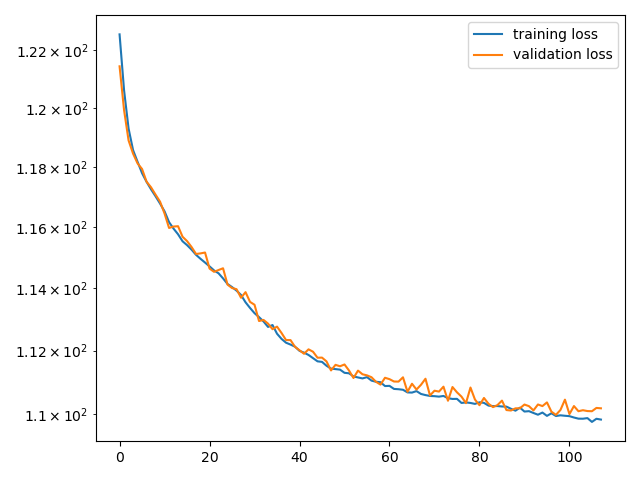 training loss
validation loss
1.22 × 10²
1.2 × 10²
1.18 × 10²
1.16 × 10²
1.14 × 10²
1.12 × 10²
1.1 × 10²
0 20 40 60 80 100